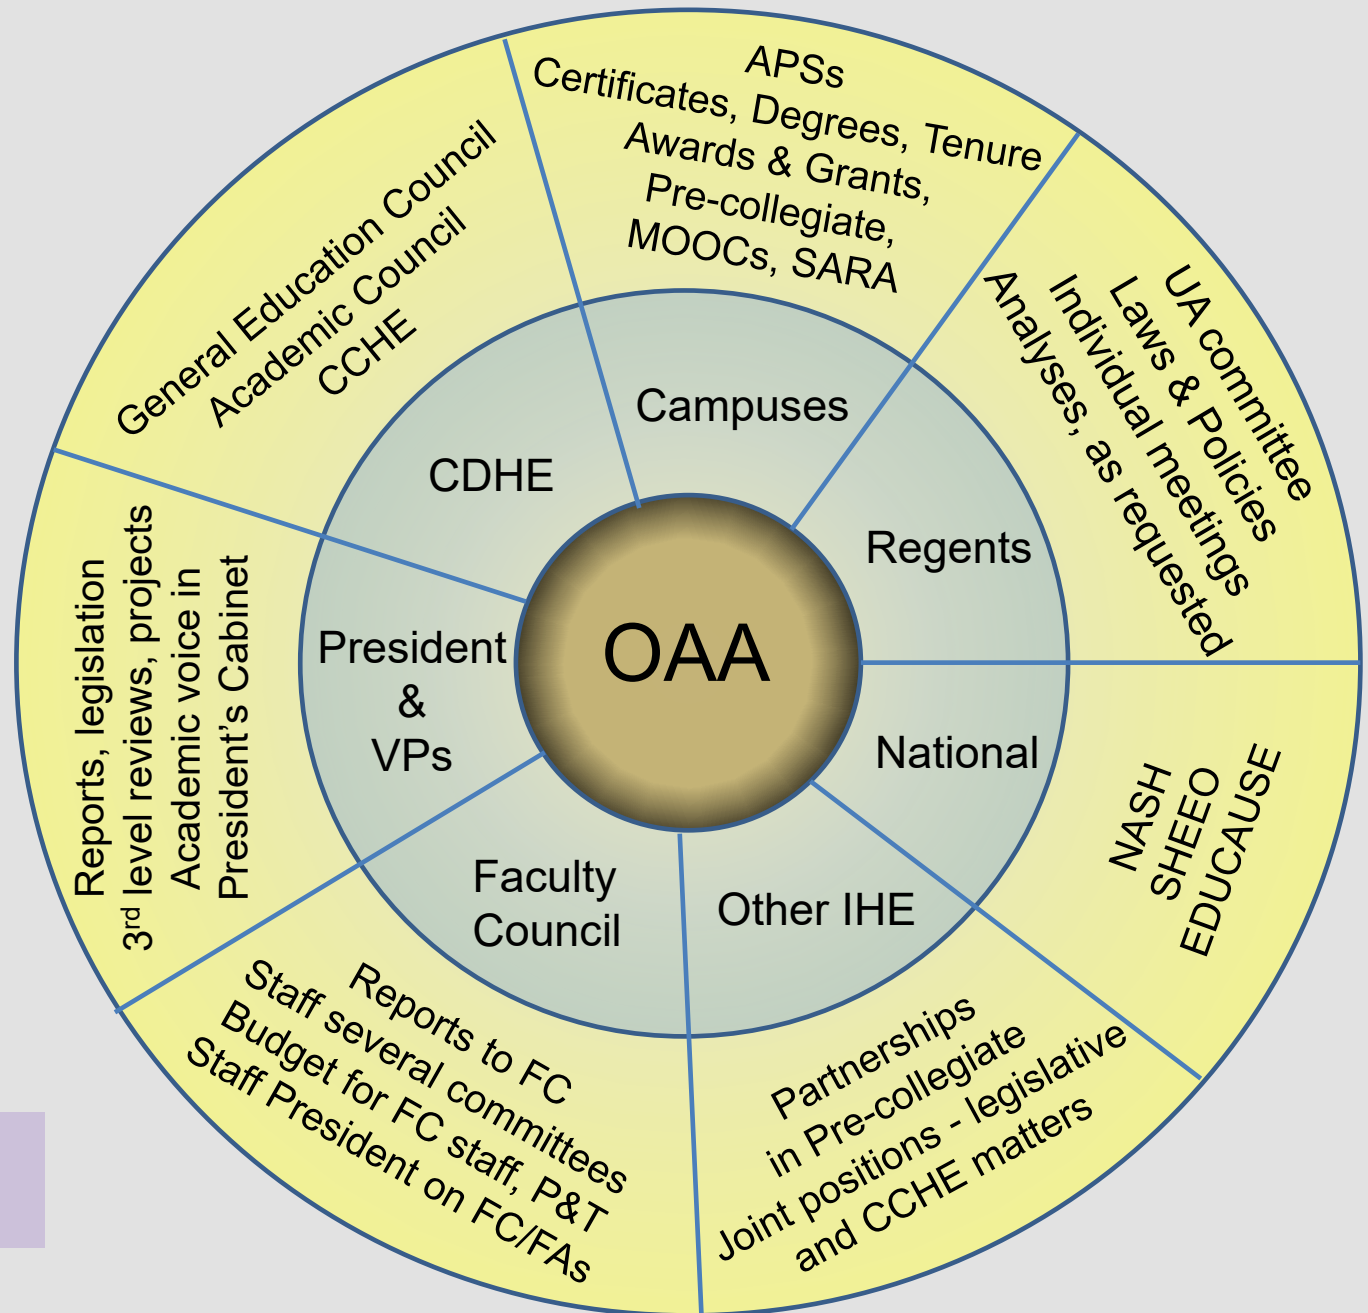 APSs
Certificates, Degrees, Tenure
Awards & Grants,
Pre-collegiate,
MOOCs, SARA
Campuses
UA committee
Laws & Policies
Individual meetings
Analyses, as requested
Regents
NASH
SHEEO
EDUCAUSE
National
Partnerships
in Pre-collegiate
Joint positions - legislative
and CCHE matters
Other IHE
Reports to FC
Staff several committees
Budget for FC staff, P&T
Staff President on FC/FAs
Faculty
Council
Reports, legislation
3rd level reviews, projects
Academic voice in
President’s Cabinet
President
&
VPs
General Education Council
Academic Council
CCHE
CDHE
OAA